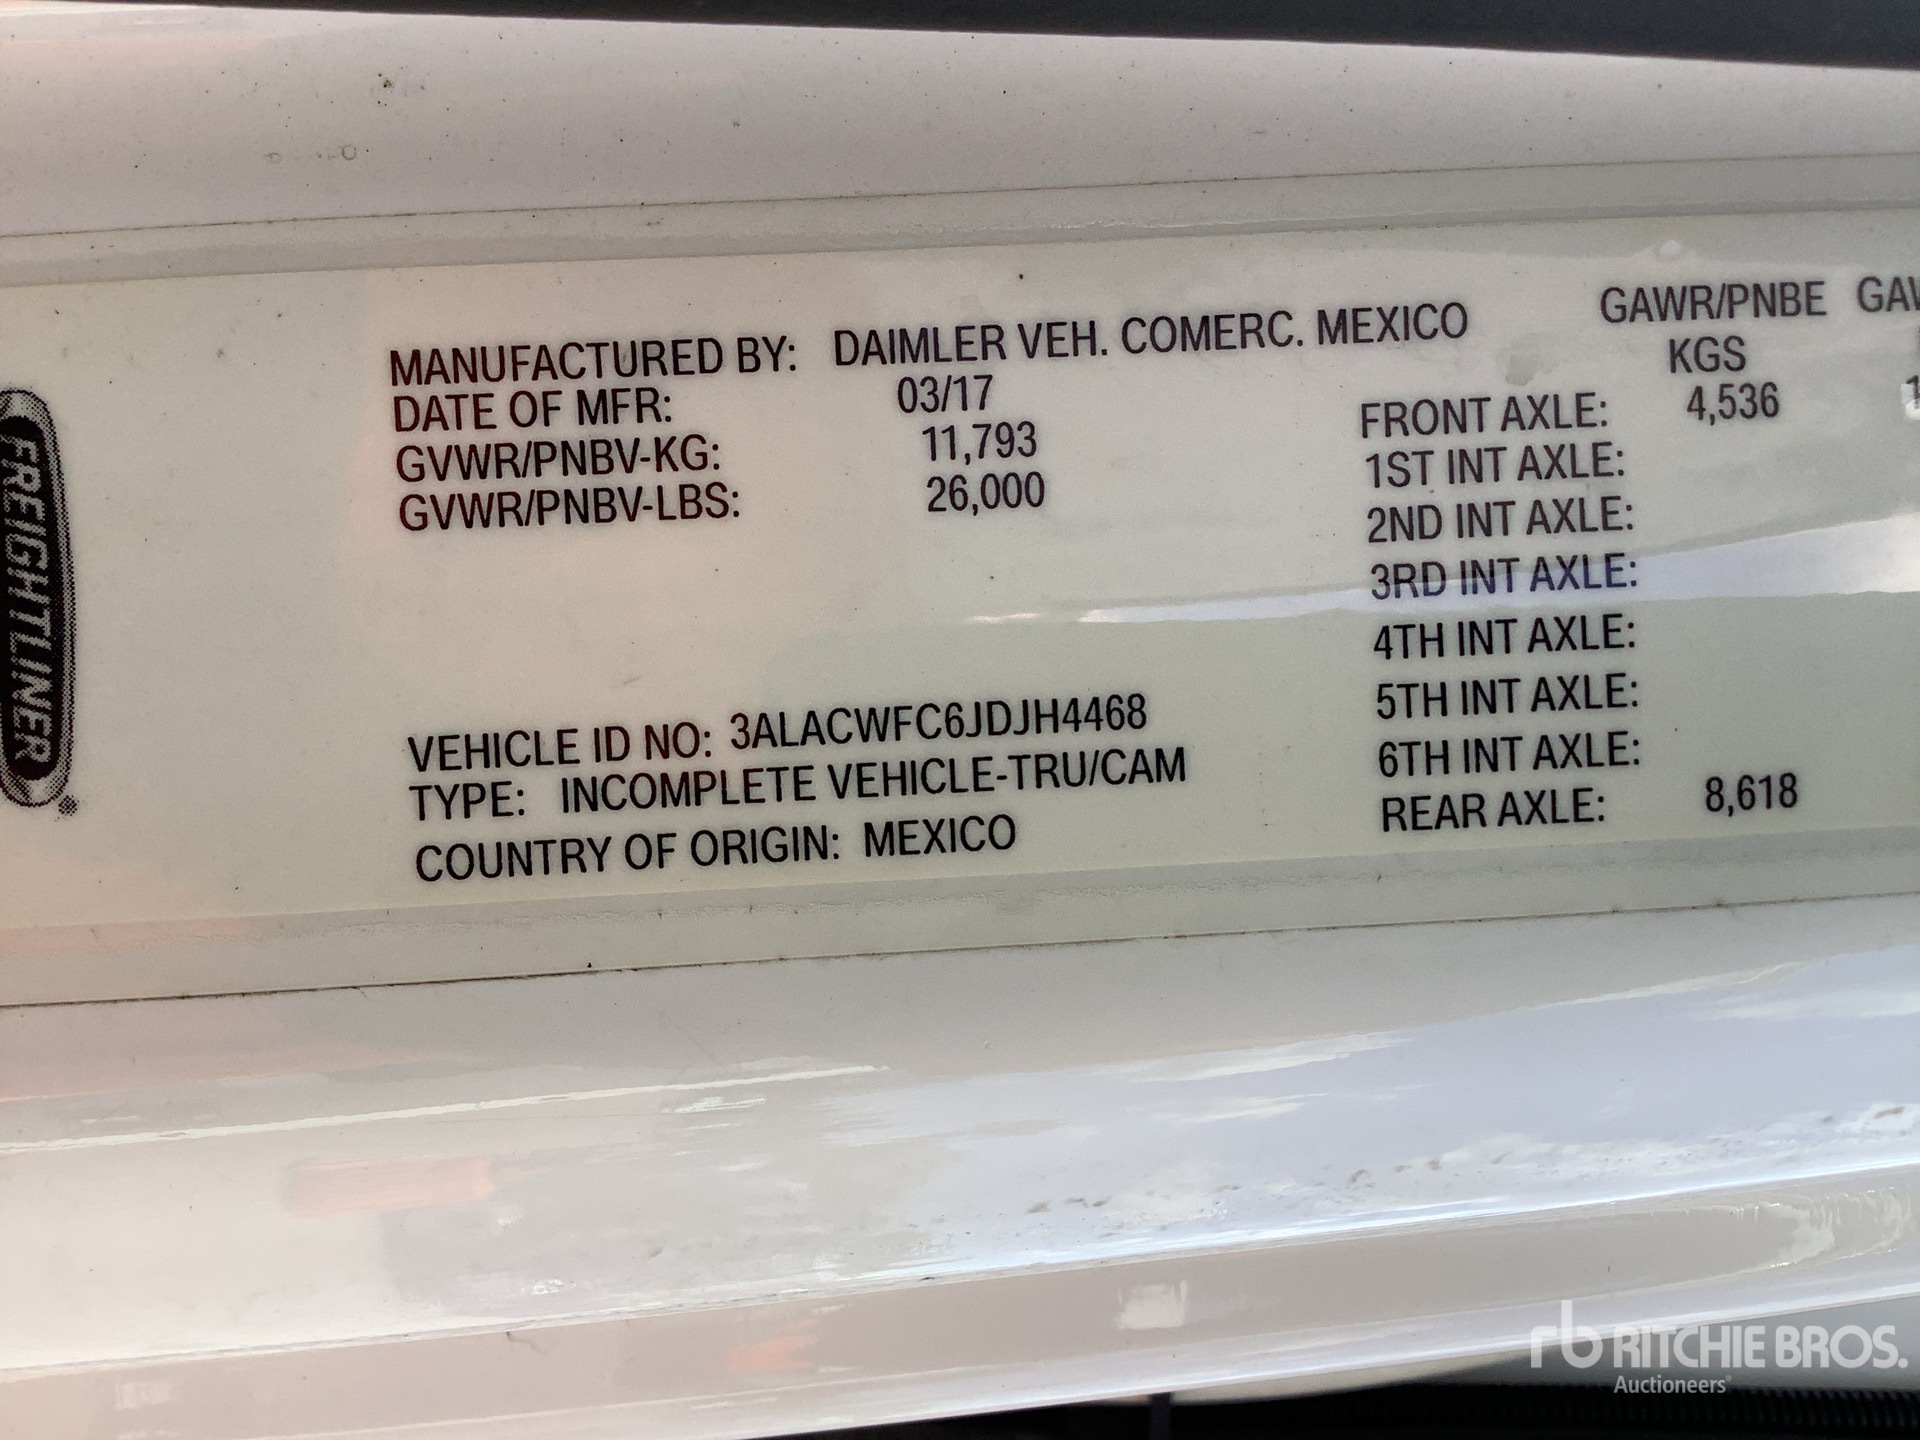 FREIGHTLINER
MANUFACTURED BY: DAIMLER VEH. COMERC. MEXICO
DATE OF MFR: 03/17
GVWR/PNBV-KG: 11,793
GVWR/PNBV-LBS: 26,000
VEHICLE ID NO: 3ALACWFC6JDJH4468
TYPE: INCOMPLETE VEHICLE-TRU/CAM
COUNTRY OF ORIGIN: MEXICO
GAWR/PNBE
KGS
FRONT AXLE: 4,536
1ST INT AXLE:
2ND INT AXLE:
3RD INT AXLE:
4TH INT AXLE:
5TH INT AXLE:
6TH INT AXLE:
REAR AXLE: 8,618
rb RITCHIE BROS.
Auctioneers